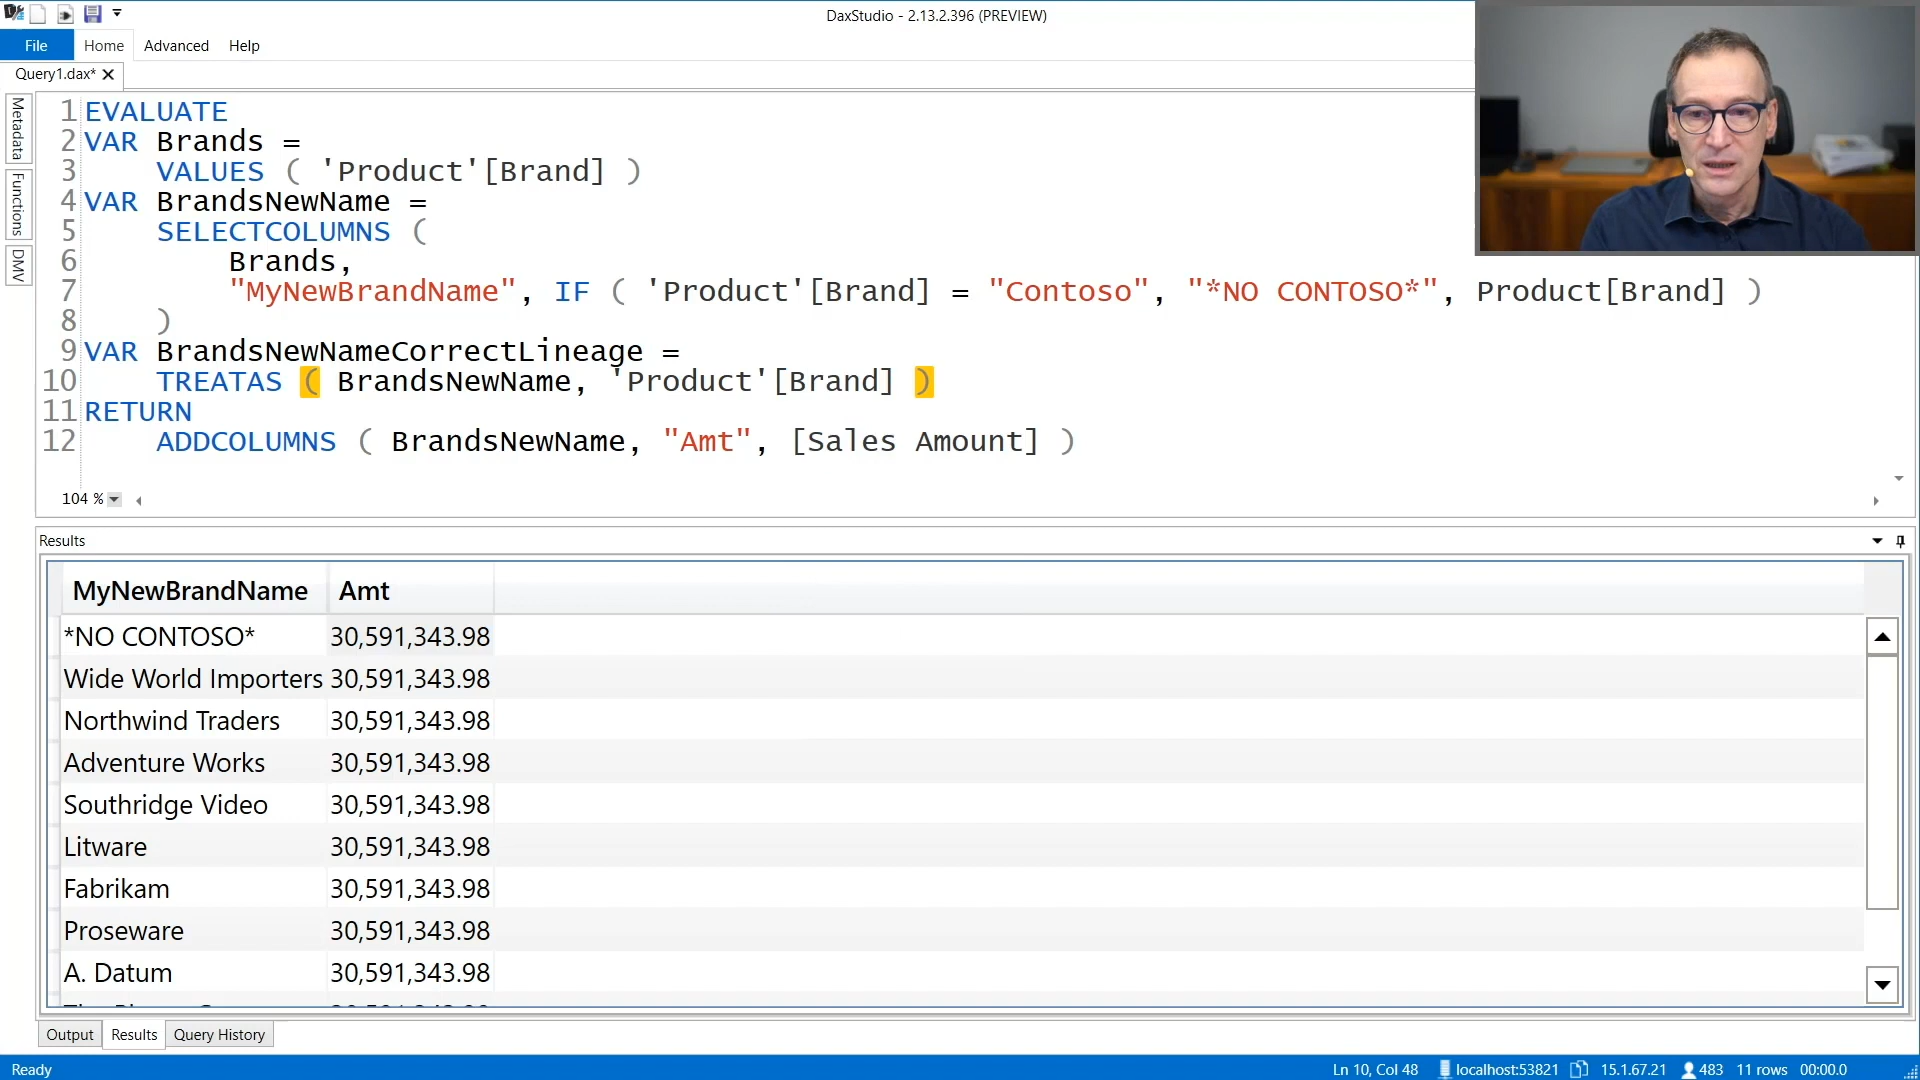 DaxStudio - 2.13.2.396 (PREVIEW)
File Home Advanced Help
Query1.dax*
Metadata
Functions
DMV
1 EVALUATE
2 VAR Brands =
3 VALUES ( 'Product'[Brand] )
4 VAR BrandsNewName =
5 SELECTCOLUMNS (
6 Brands,
7 "MyNewBrandName", IF ( 'Product'[Brand] = "Contoso", "*NO CONTOSO*", Product[Brand] )
8 )
9 VAR BrandsNewNameCorrectLineage =
10 TREATAS ( BrandsNewName, 'Product'[Brand] )
11 RETURN
12 ADDCOLUMNS ( BrandsNewName, "Amt", [Sales Amount] )
104 %
Results
MyNewBrandName Amt
*NO CONTOSO* 30,591,343.98
Wide World Importers 30,591,343.98
Northwind Traders 30,591,343.98
Adventure Works 30,591,343.98
Southridge Video 30,591,343.98
Litware 30,591,343.98
Fabrikam 30,591,343.98
Proseware 30,591,343.98
A. Datum 30,591,343.98
Output Results Query History
Ready Ln 10, Col 48 localhost:53821 15.1.67.21 483 11 rows 00:00.0